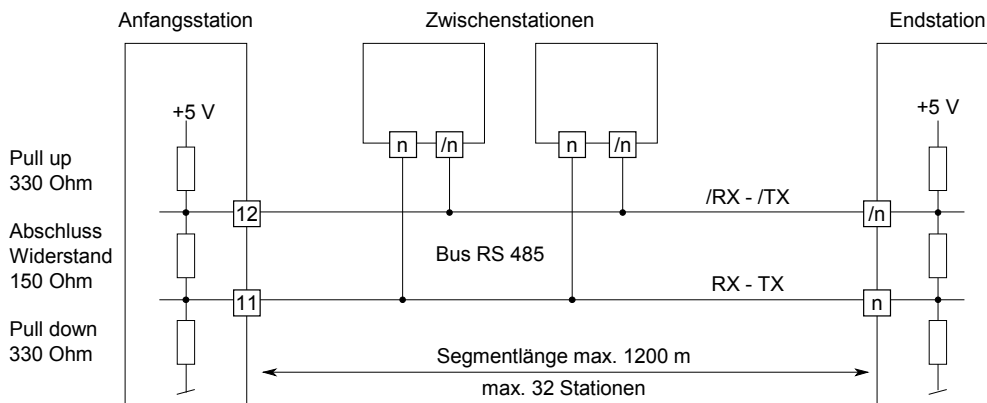 Anfangsstation
Zwischenstationen
Endstation
+5 V
+5 V
n
/n
n
/n
Pull up
330 Ohm
12
/RX - /TX
/n
Abschluss
Widerstand
150 Ohm
Bus RS 485
11
RX - TX
n
Pull down
330 Ohm
Segmentlänge max. 1200 m
max. 32 Stationen